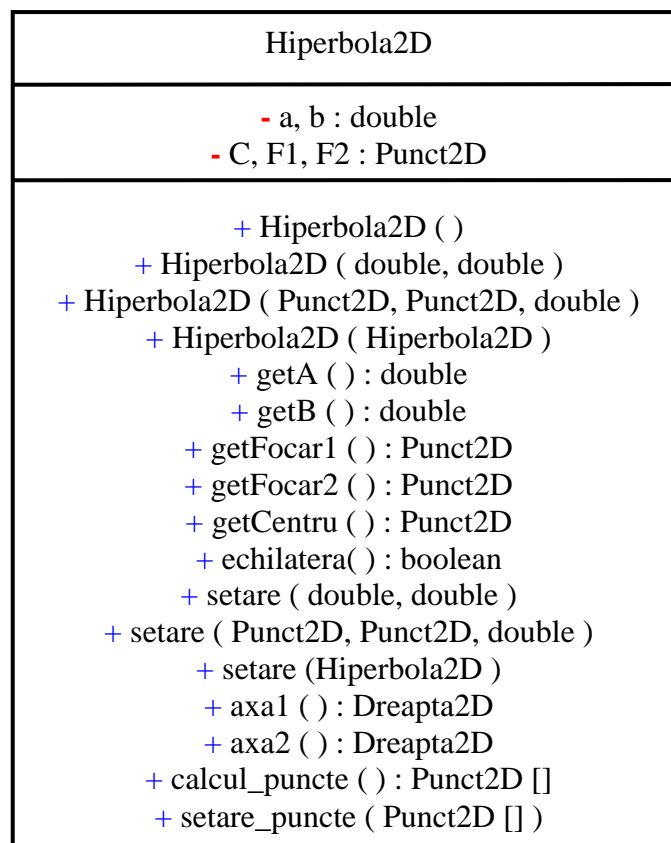 Hiperbola2D
- a, b : double
- C, F1, F2 : Punct2D
+ Hiperbola2D ( )
+ Hiperbola2D ( double, double )
+ Hiperbola2D ( Punct2D, Punct2D, double )
+ Hiperbola2D ( Hiperbola2D )
+ getA ( ) : double
+ getB ( ) : double
+ getFocar1 ( ) : Punct2D
+ getFocar2 ( ) : Punct2D
+ getCentru ( ) : Punct2D
+ echilatera( ) : boolean
+ setare ( double, double )
+ setare ( Punct2D, Punct2D, double )
+ setare (Hiperbola2D )
+ axa1 ( ) : Dreapta2D
+ axa2 ( ) : Dreapta2D
+ calcul_puncte ( ) : Punct2D []
+ setare_puncte ( Punct2D [] )